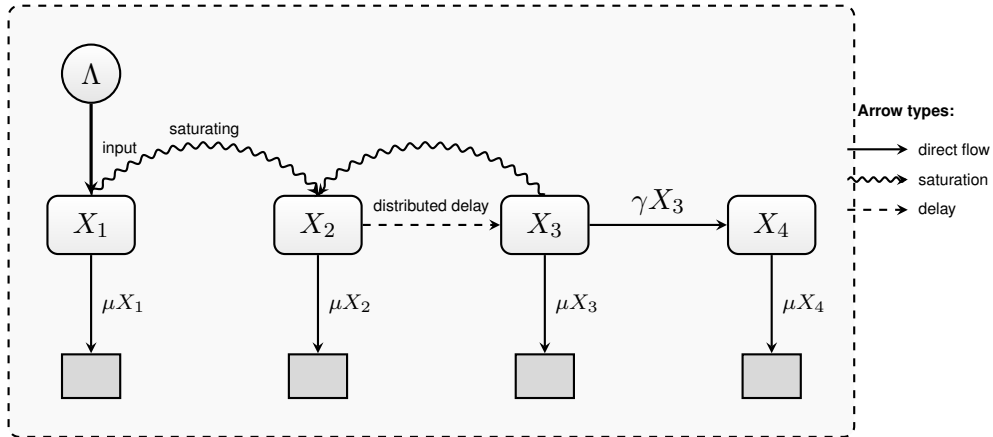 Λ
input
saturating
Arrow types:
direct flow
saturation
delay
X₁
X₂
distributed delay
X₃
γX₃
X₄
μX₁
μX₂
μX₃
μX₄